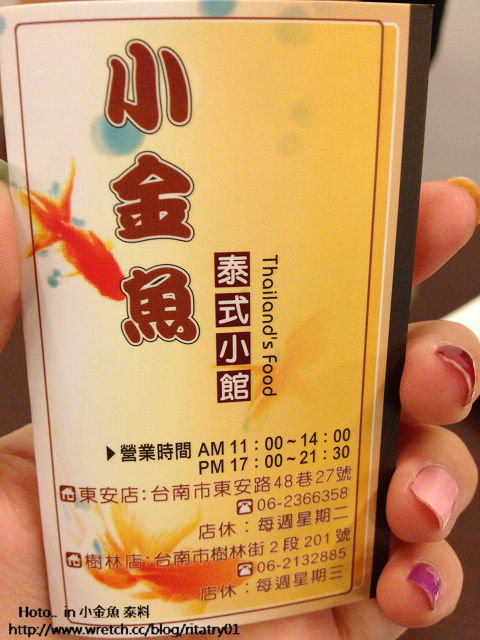 小金魚
泰式小館
Thailand's Food
▶營業時間 AM 11：00～14：00
PM 17：00～21：30
東安店：台南市東安路48巷27號
☎06-2366358
店休：每週星期二
樹林店：台南市樹林街2段201號
☎06-2132885
店休：每週星期三
Hoto.. in 小金魚 泰料
http://www.wretch.cc/blog/ritatry01